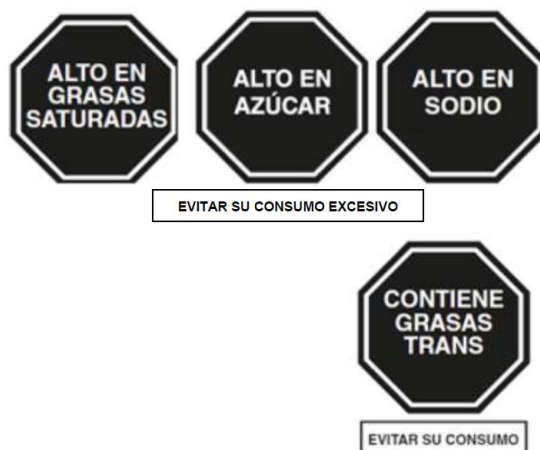 ALTO EN
GRASAS
SATURADAS
ALTO EN
AZÚCAR
ALTO EN
SODIO
EVITAR SU CONSUMO EXCESIVO
CONTIENE
GRASAS
TRANS
EVITAR SU CONSUMO